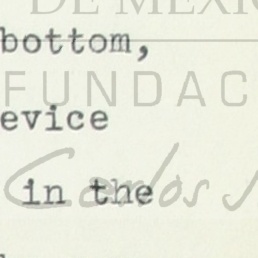 DE MEXIC
bottom,
FUNDAC
evice
Carlos
in the